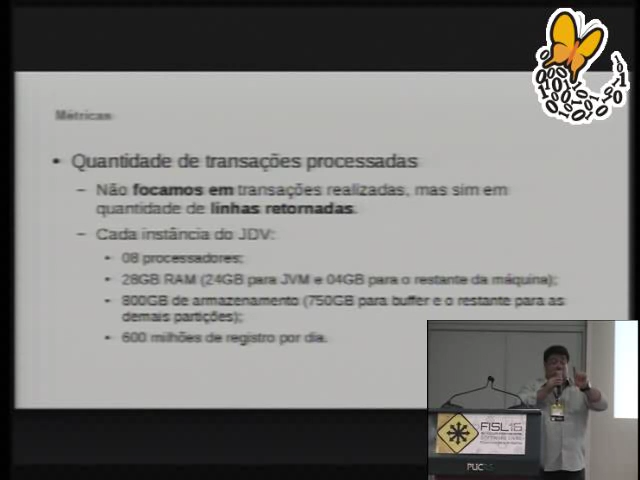 Métricas
• Quantidade de transações processadas
– Não focamos em transações realizadas, mas sim em
quantidade de linhas retornadas.
– Cada instância do JDV:
• 08 processadores;
• 28GB RAM (24GB para JVM e 04GB para o restante da máquina);
• 800GB de armazenamento (750GB para buffer e o restante para as
demais partições);
• 600 milhões de registro por dia.
FISL16
SOFTWARE LIVRE
PUCRS